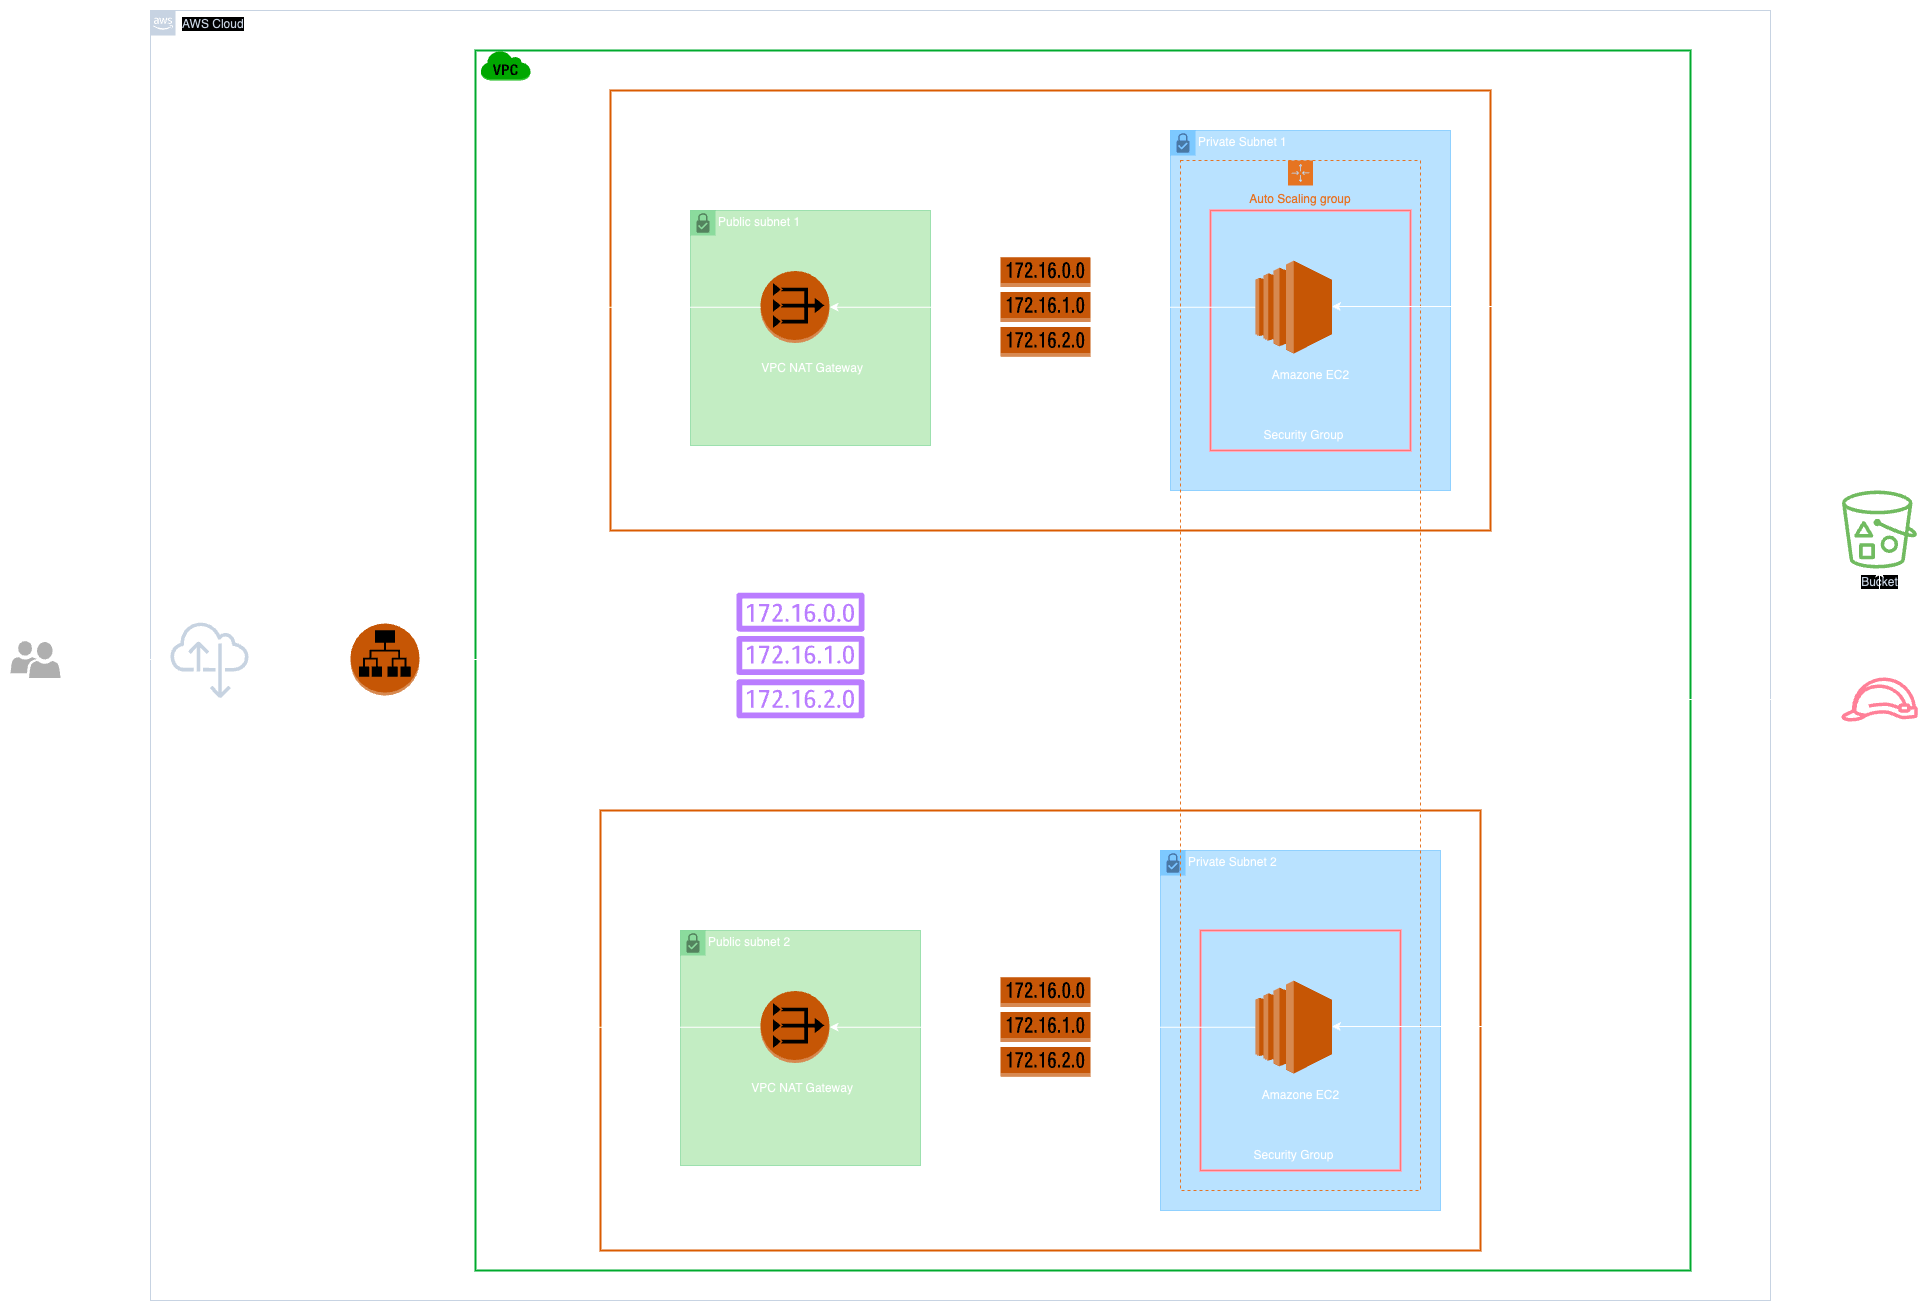 aws
AWS Cloud
VPC
Private Subnet 1
Auto Scaling group
Public subnet 1
172.16.0.0
172.16.1.0
172.16.2.0
VPC NAT Gateway
Amazone EC2
Security Group
Bucket
172.16.0.0
172.16.1.0
172.16.2.0
Private Subnet 2
Public subnet 2
172.16.0.0
172.16.1.0
172.16.2.0
VPC NAT Gateway
Amazone EC2
Security Group